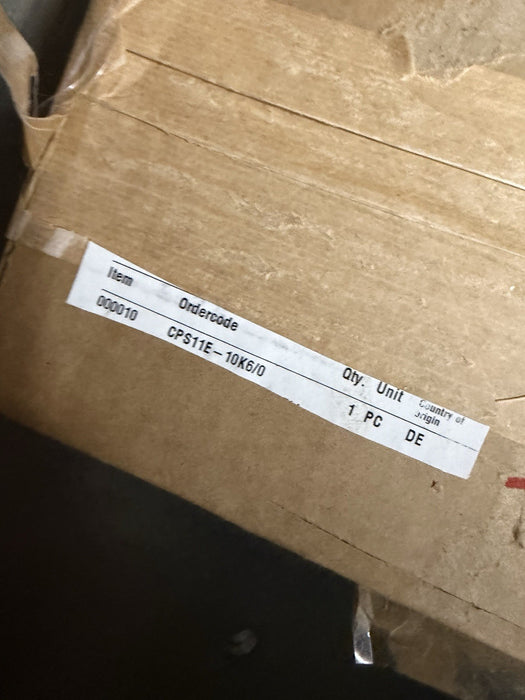 Item Ordercode Qty. Unit Country of
origin
000010 CPS11E-10K6/0 1 PC DE